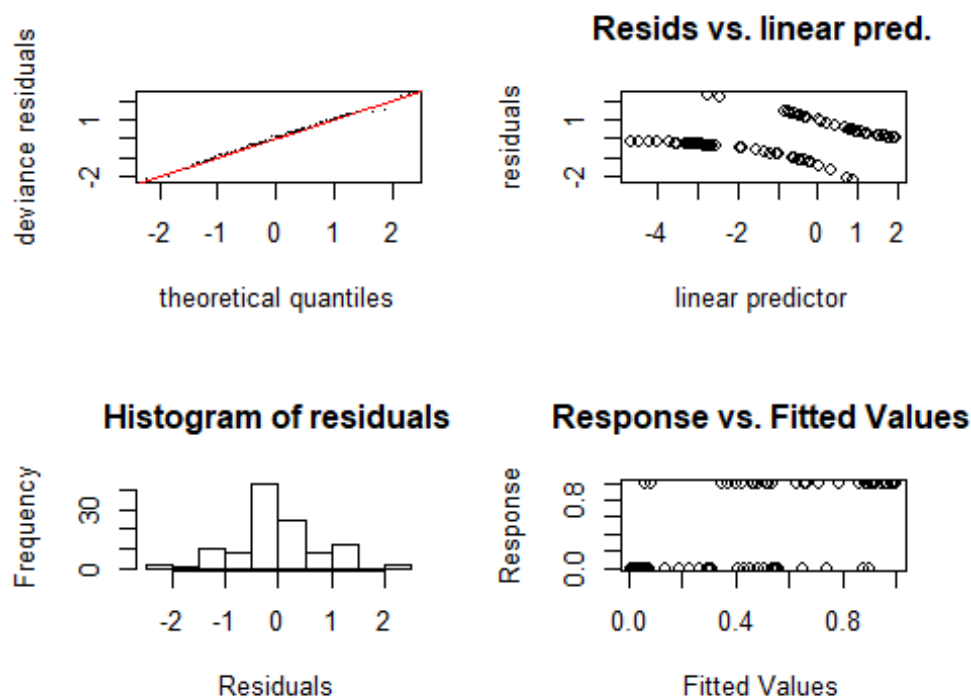 deviance residuals
1
-2
-2 -1 0 1 2
theoretical quantiles
Resids vs. linear pred.
residuals
1
-2
-4 -2 0 1 2
linear predictor
Histogram of residuals
Frequency
30
0
-2 -1 0 1 2
Residuals
Response vs. Fitted Values
Response
0.8
0.0
0.0 0.4 0.8
Fitted Values